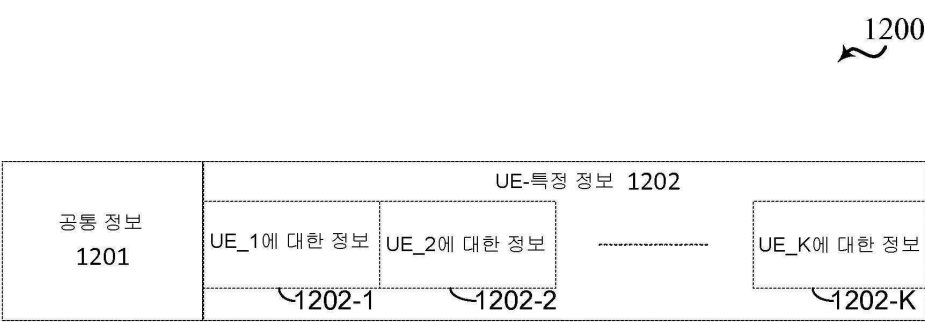 1200
UE-특정 정보 1202
공통 정보
1201
UE_1에 대한 정보
UE_2에 대한 정보
UE_K에 대한 정보
1202-1
1202-2
1202-K